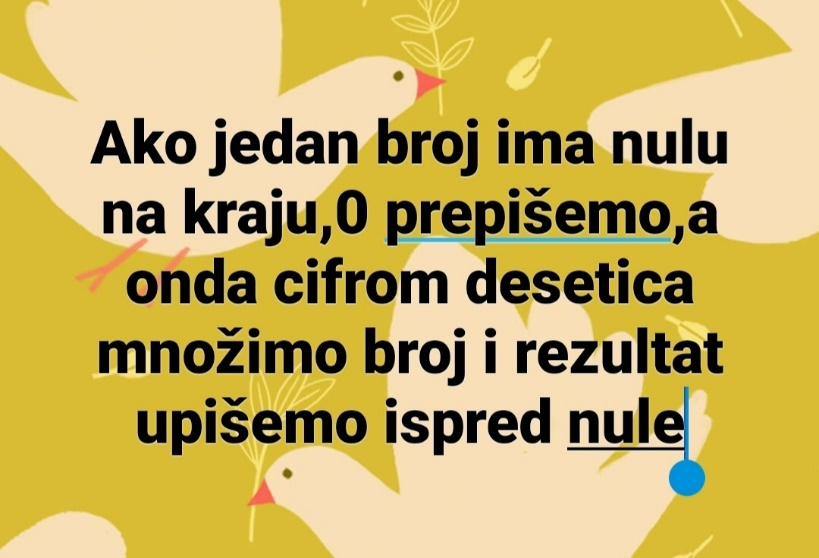 Ako jedan broj ima nulu
na kraju,0 prepišemo,a
onda cifrom desetica
množimo broj i rezultat
upišemo ispred nule